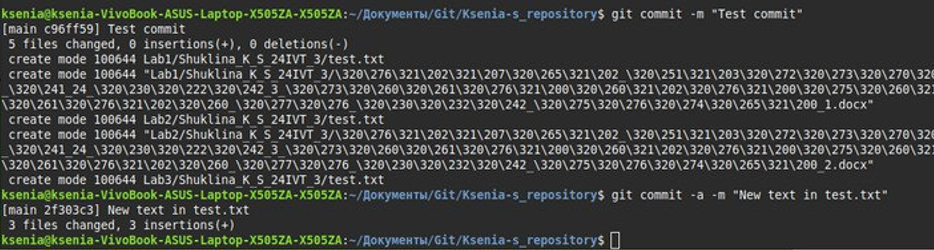 ksenia@ksenia-VivoBook-ASUS-Laptop-X505ZA-X505ZA:~/Документы/Git/Ksenia-s_repository$ git commit -m "Test commit"
[main c96ff59] Test commit
 5 files changed, 0 insertions(+), 0 deletions(-)
 create mode 100644 Lab1/Shuklina_K_S_24IVT_3/test.txt
 create mode 100644 "Lab1/Shuklina_K_S_24IVT_3/\320\276\321\202\321\207\320\265\321\202_\320\251\321\203\320\272\320\273\320\270\320
_\320\241_24_\320\230\320\222\320\242_3_\320\273\320\260\320\261\320\276\321\200\320\260\321\202\320\276\321\200\320\275\320\260\321
\320\261\320\276\321\202\320\260_\320\277\320\276_\320\230\320\232\320\242_\320\275\320\276\320\274\320\265\321\200_1.docx"
 create mode 100644 Lab2/Shuklina_K_S_24IVT_3/test.txt
 create mode 100644 "Lab2/Shuklina_K_S_24IVT_3/\320\276\321\202\321\207\320\265\321\202_\320\251\321\203\320\272\320\273\320\270\320
_\320\241_24_\320\230\320\222\320\242_3_\320\273\320\260\320\261\320\276\321\200\320\260\321\202\320\276\321\200\320\275\320\260\321
\320\261\320\276\321\202\320\260_\320\277\320\276_\320\230\320\232\320\242_\320\275\320\276\320\274\320\265\321\200_2.docx"
 create mode 100644 Lab3/Shuklina_K_S_24IVT_3/test.txt
ksenia@ksenia-VivoBook-ASUS-Laptop-X505ZA-X505ZA:~/Документы/Git/Ksenia-s_repository$ git commit -a -m "New text in test.txt"
[main 2f303c3] New text in test.txt
 3 files changed, 3 insertions(+)
ksenia@ksenia-VivoBook-ASUS-Laptop-X505ZA-X505ZA:~/Документы/Git/Ksenia-s_repository$